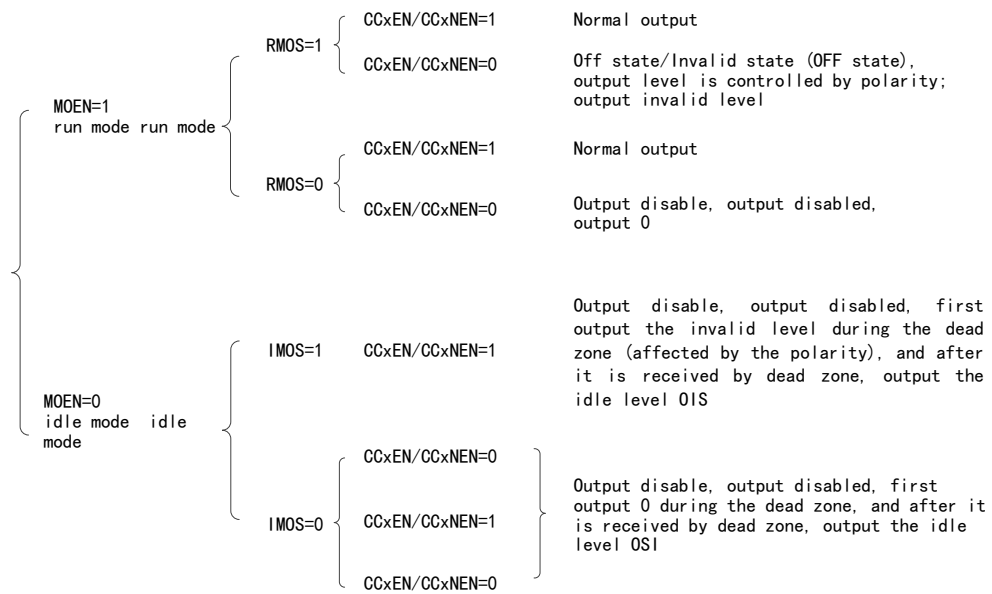 CCxEN/CCxNEN=1 Normal output
RMOS=1
CCxEN/CCxNEN=0 Off state/Invalid state (OFF state),
output level is controlled by polarity;
output invalid level
MOEN=1
run mode run mode
CCxEN/CCxNEN=1 Normal output
RMOS=0
CCxEN/CCxNEN=0 Output disable, output disabled,
output 0
Output disable, output disabled, first
output the invalid level during the dead
IMOS=1 CCxEN/CCxNEN=1 zone (affected by the polarity), and after
it is received by dead zone, output the
idle level OIS
MOEN=0
idle mode idle
mode
CCxEN/CCxNEN=0
Output disable, output disabled, first
output 0 during the dead zone, and after it
IMOS=0 CCxEN/CCxNEN=1 is received by dead zone, output the idle
level OSI
CCxEN/CCxNEN=0